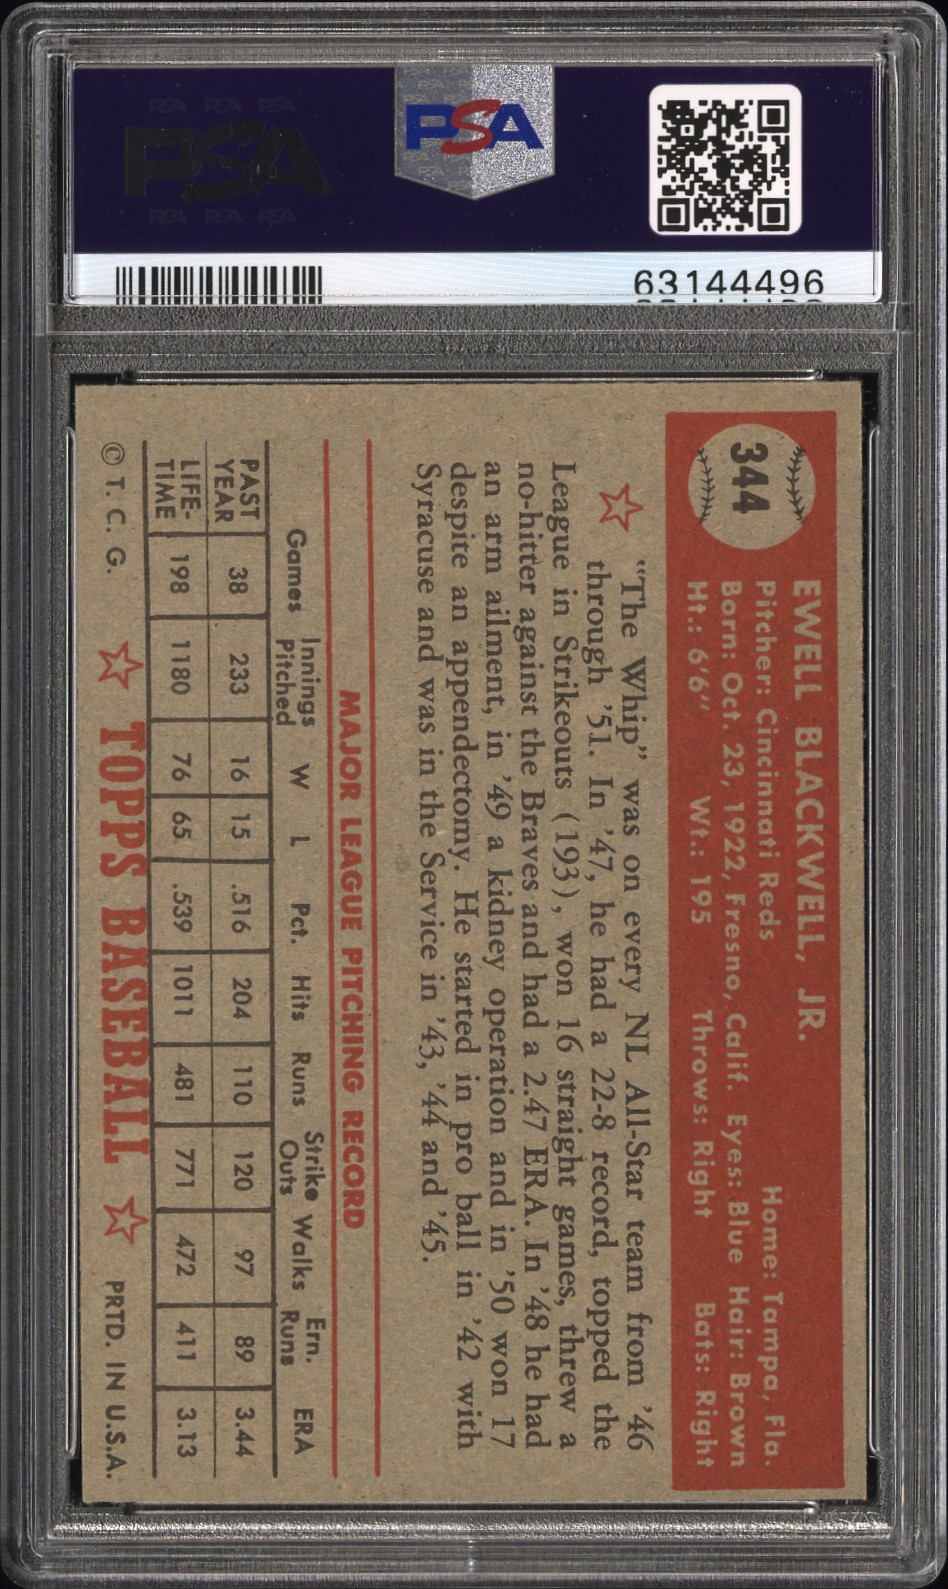 PSA PSA PSA
PSA
PSA PSA PSA
PSA
63144496
344
EWELL BLACKWELL, JR.
Pitcher: Cincinnati Reds Home: Tampa, Fla.
Born: Oct. 23, 1922, Fresno, Calif. Eyes: Blue Hair: Brown
Ht.: 6'6" Wt.: 195 Throws: Right Bats: Right
"The Whip" was on every NL All-Star team from '46
through '51. In '47, he had a 22-8 record, topped the
League in Strikeouts (193), won 16 straight games, threw a
no-hitter against the Braves and had a 2.47 ERA. In '48 he had
an arm ailment, in '49 a kidney operation and in '50 won 17
despite an appendectomy. He started in pro ball in '42 with
Syracuse and was in the Service in '43, '44 and '45.
MAJOR LEAGUE PITCHING RECORD
Games Innings Pitched W L Pct. Hits Runs Strike Outs Walks Ern. Runs ERA
PAST YEAR 38 233 16 15 .516 204 110 120 97 89 3.44
LIFE-TIME 198 1180 76 65 .539 1011 481 771 472 411 3.13
© T. C. G. TOPPS BASEBALL PRTD. IN U.S.A.